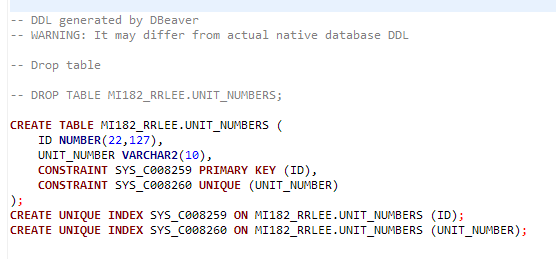 -- DDL generated by DBeaver
-- WARNING: It may differ from actual native database DDL
-- Drop table
-- DROP TABLE MI182_RRLEE.UNIT_NUMBERS;
CREATE TABLE MI182_RRLEE.UNIT_NUMBERS (
ID NUMBER(22,127),
UNIT_NUMBER VARCHAR2(10),
CONSTRAINT SYS_C008259 PRIMARY KEY (ID),
CONSTRAINT SYS_C008260 UNIQUE (UNIT_NUMBER)
);
CREATE UNIQUE INDEX SYS_C008259 ON MI182_RRLEE.UNIT_NUMBERS (ID);
CREATE UNIQUE INDEX SYS_C008260 ON MI182_RRLEE.UNIT_NUMBERS (UNIT_NUMBER);